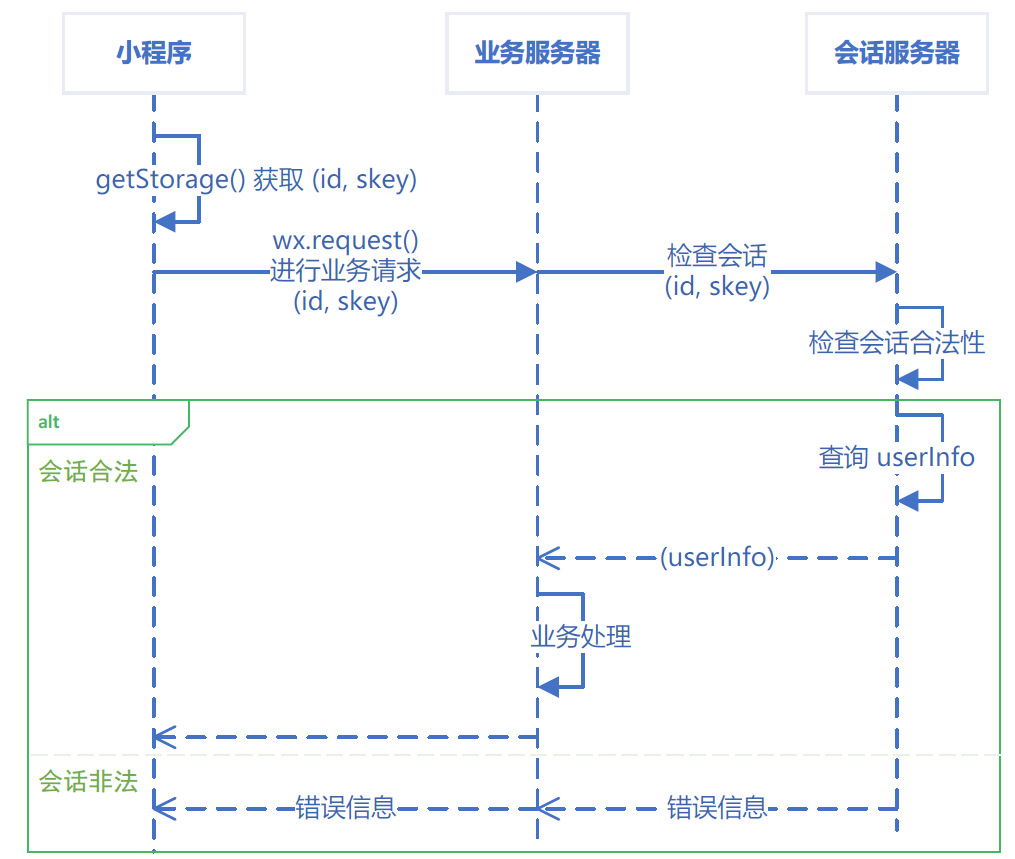 小程序
业务服务器
会话服务器
getStorage() 获取 (id, skey)
wx.request()
进行业务请求
(id, skey)
检查会话
(id, skey)
检查会话合法性
alt
会话合法
查询 userInfo
(userInfo)
业务处理
会话非法
错误信息
错误信息